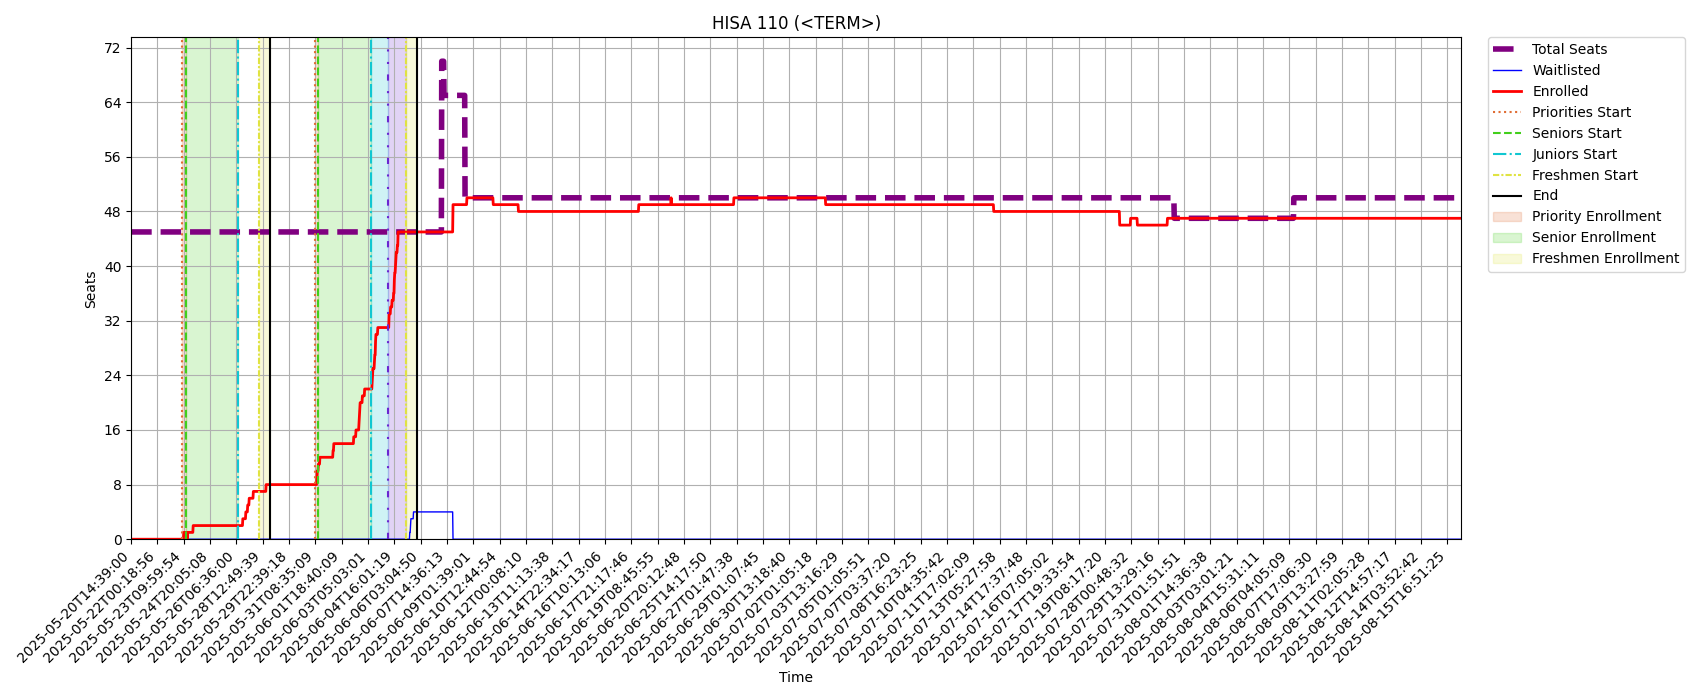 HISA 110 (<TERM>)
Seats
72
64
56
48
40
32
24
16
8
0
2025-05-20T14:39:00
2025-05-22T00:18:56
2025-05-23T09:59:54
2025-05-24T20:05:08
2025-05-26T06:36:00
2025-05-28T12:49:39
2025-05-29T22:39:18
2025-05-31T08:35:09
2025-06-01T18:40:09
2025-06-03T05:03:01
2025-06-04T16:01:19
2025-06-06T03:04:50
2025-06-07T14:36:13
2025-06-09T01:39:01
2025-06-10T12:44:54
2025-06-12T00:08:10
2025-06-13T11:13:38
2025-06-14T22:34:17
2025-06-16T10:13:06
2025-06-17T21:17:46
2025-06-19T08:45:55
2025-06-20T20:12:48
2025-06-25T14:17:50
2025-06-27T01:47:38
2025-06-29T01:07:45
2025-06-30T13:18:40
2025-07-02T01:05:18
2025-07-03T13:16:29
2025-07-05T01:05:51
2025-07-07T03:37:20
2025-07-08T16:23:25
2025-07-10T04:35:42
2025-07-11T17:02:09
2025-07-13T05:27:58
2025-07-14T17:37:48
2025-07-16T07:05:02
2025-07-17T19:33:54
2025-07-19T08:17:20
2025-07-28T00:48:32
2025-07-29T13:29:16
2025-07-31T01:51:51
2025-08-01T14:36:38
2025-08-03T03:01:21
2025-08-04T15:31:11
2025-08-06T04:05:09
2025-08-07T17:06:30
2025-08-09T13:27:59
2025-08-11T02:05:28
2025-08-12T14:57:17
2025-08-14T03:52:42
2025-08-15T16:51:25
Time
Total Seats
Waitlisted
Enrolled
Priorities Start
Seniors Start
Juniors Start
Freshmen Start
End
Priority Enrollment
Senior Enrollment
Freshmen Enrollment